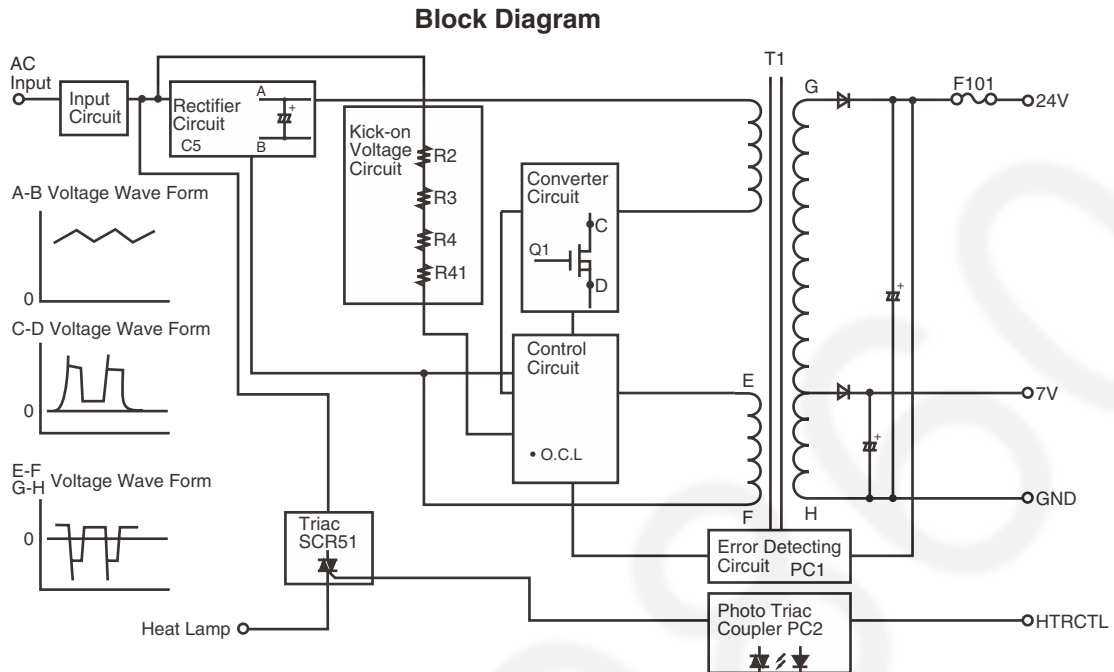 Block Diagram
AC
Input
Input
Circuit
Rectifier
Circuit
C5
A
+
B
Kick-on
Voltage
Circuit
R2
R3
R4
R41
Converter
Circuit
C
Q1
D
Control
Circuit
• O.C.L
T1
G
E
F
H
+
+
F101
24V
7V
GND
A-B Voltage Wave Form
0
C-D Voltage Wave Form
0
E-F
G-H Voltage Wave Form
0
Triac
SCR51
Heat Lamp
Error Detecting
Circuit PC1
Photo Triac
Coupler PC2
HTRCTL